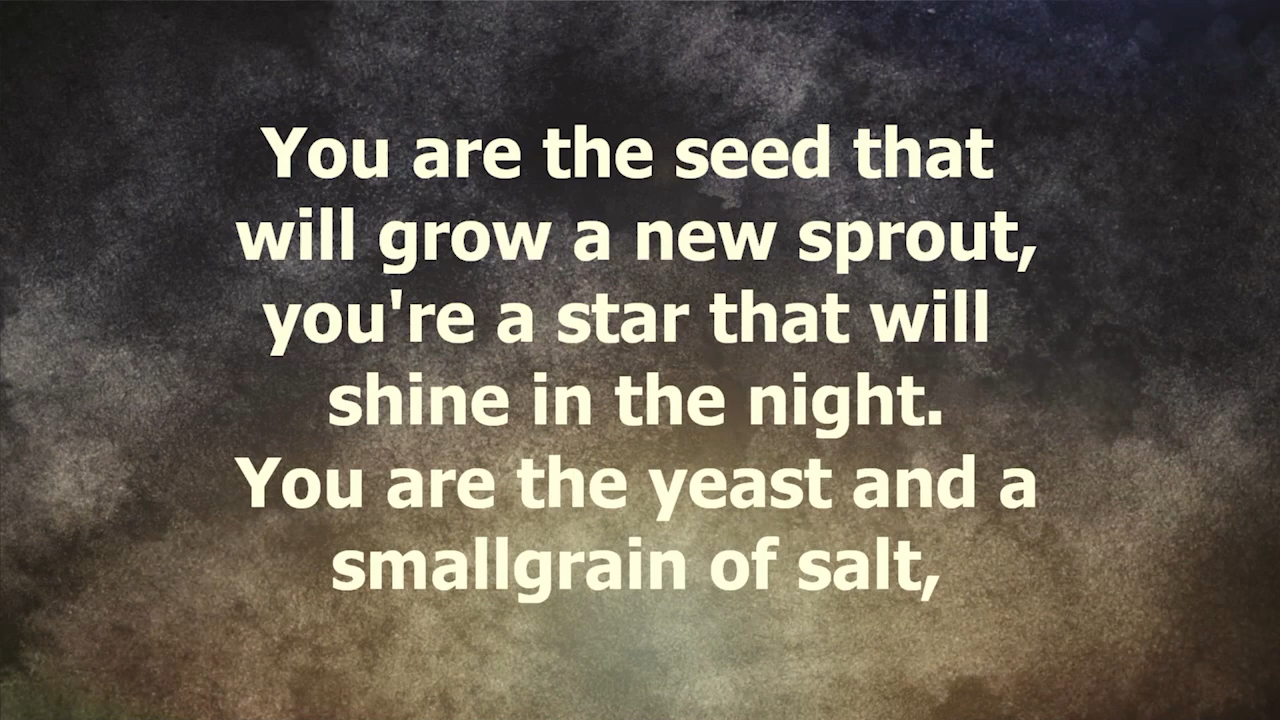 You are the seed that
will grow a new sprout,
you're a star that will
shine in the night.
You are the yeast and a
smallgrain of salt,